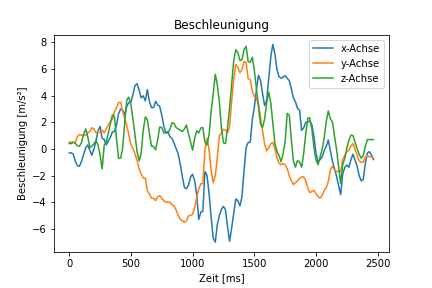 Beschleunigung
x-Achse
y-Achse
z-Achse
Beschleunigung [m/s²]
8
6
4
2
0
−2
−4
−6
0 500 1000 1500 2000 2500
Zeit [ms]